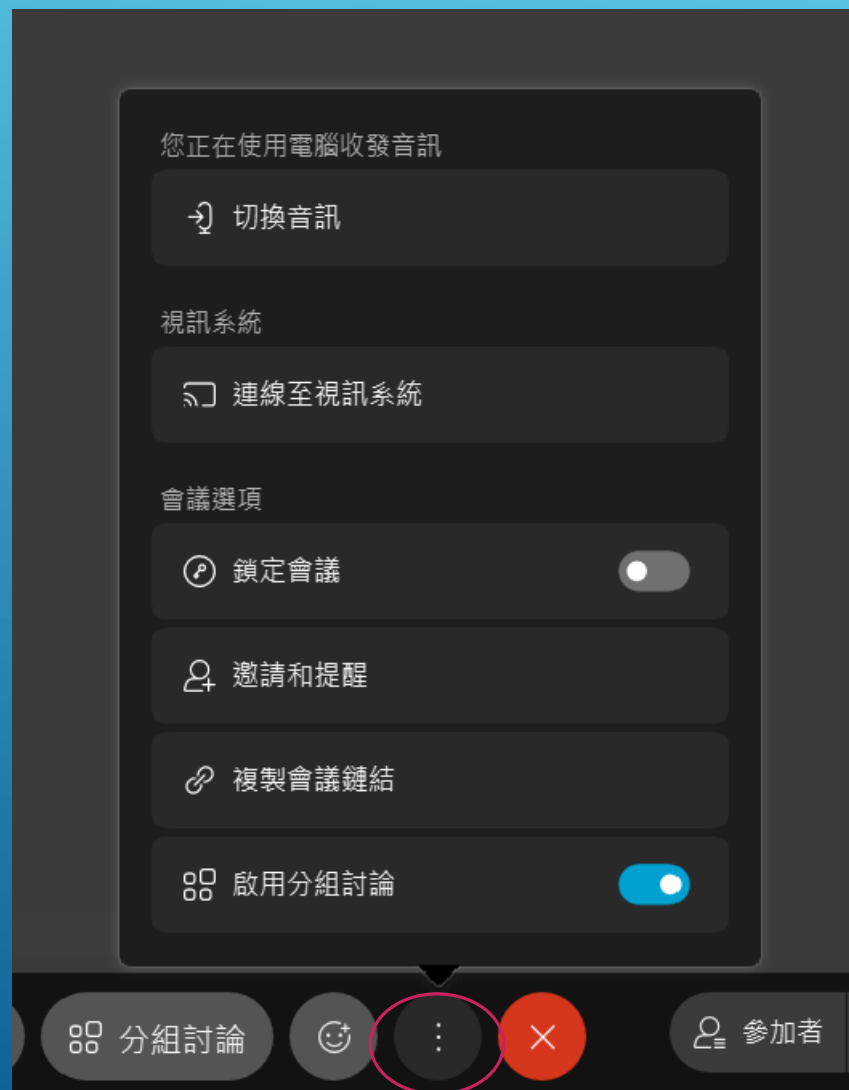 您正在使用電腦收發音訊
切換音訊
視訊系統
連線至視訊系統
會議選項
鎖定會議
邀請和提醒
複製會議鏈結
啟用分組討論
分組討論
參加者